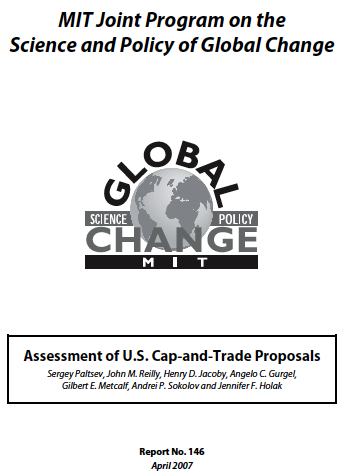 MIT Joint Program on the
Science and Policy of Global Change
GLOBAL
SCIENCE POLICY
CHANGE
MIT
Assessment of U.S. Cap-and-Trade Proposals
Sergey Paltsev, John M. Reilly, Henry D. Jacoby, Angelo C. Gurgel,
Gilbert E. Metcalf, Andrei P. Sokolov and Jennifer F. Holak
Report No. 146
April 2007